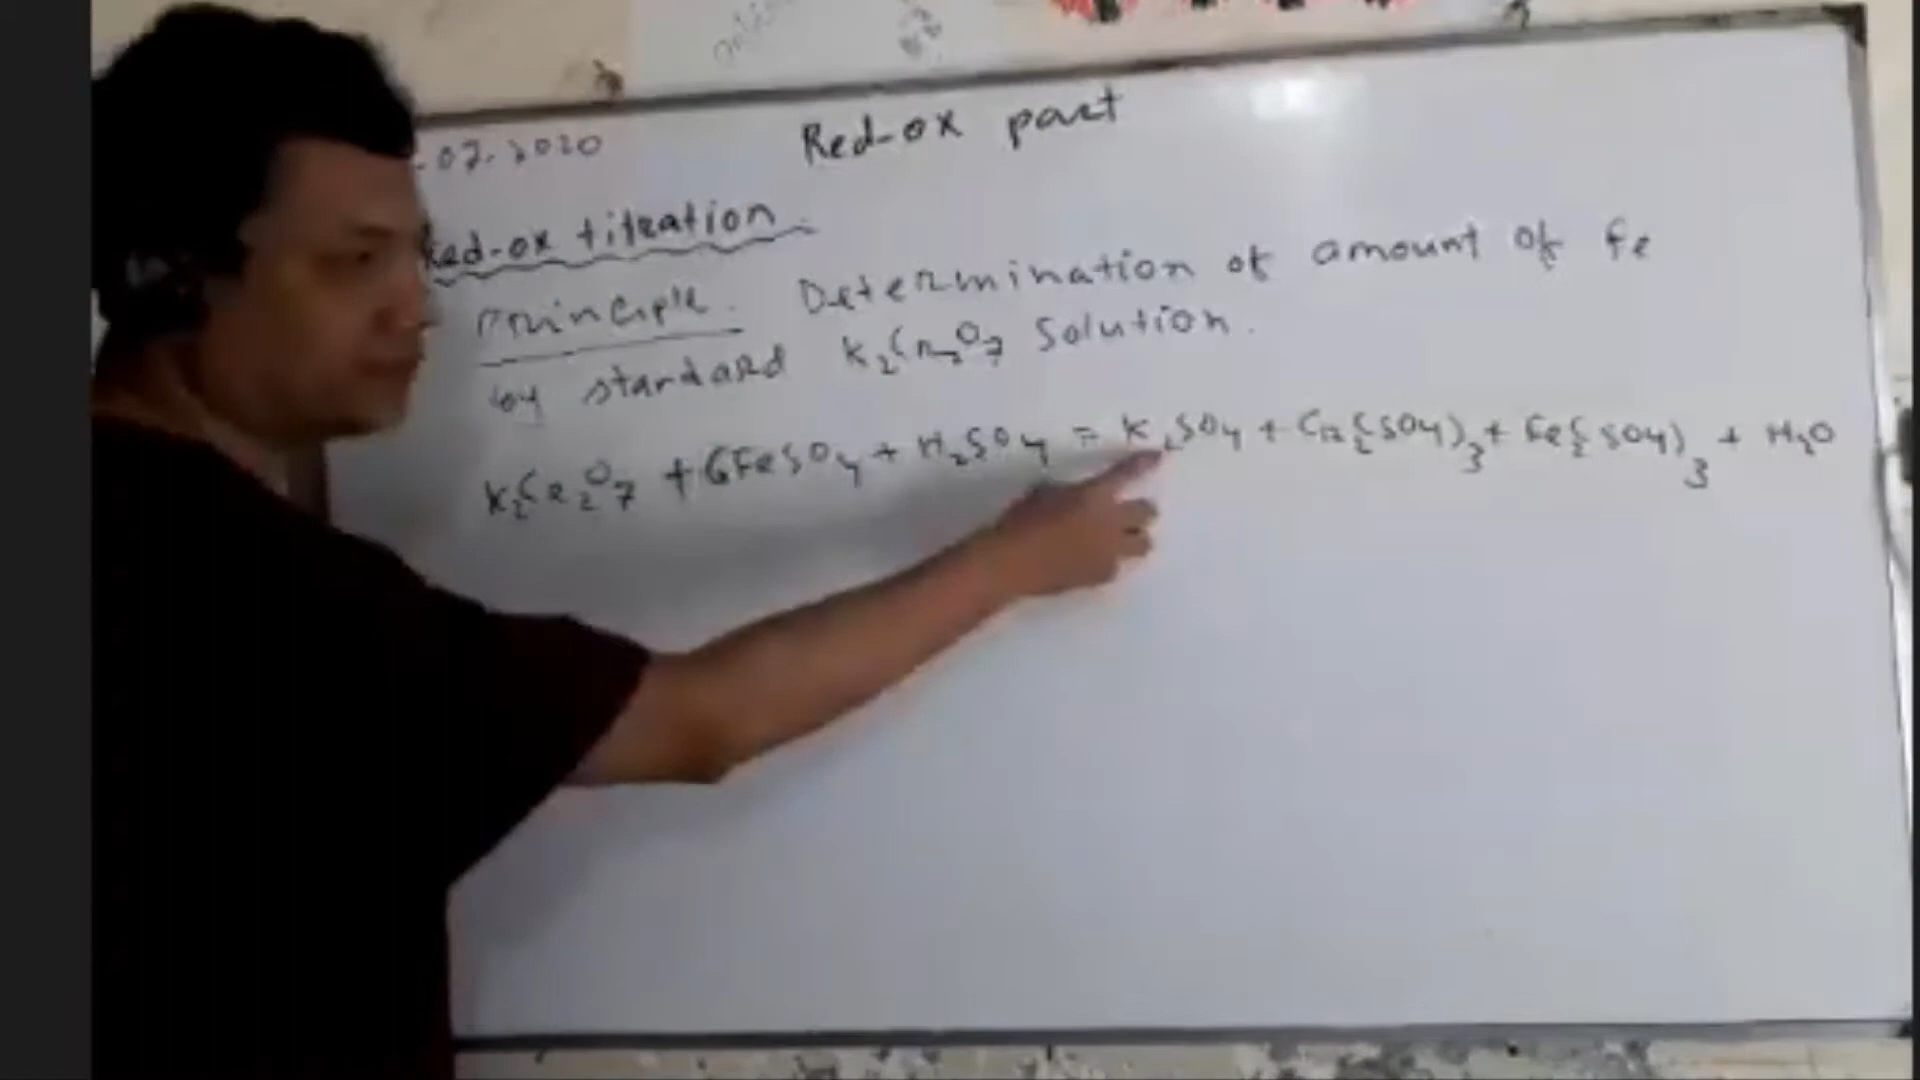 Red-ox part
.07.2020
Red-ox titration
Principle. Determination of amount of Fe
by standard K2Cr2O7 Solution.
K2Cr2O7 + 6FeSO4 + H2SO4 = K2SO4 + Cr2(SO4)3 + Fe2(SO4)3 + H2O